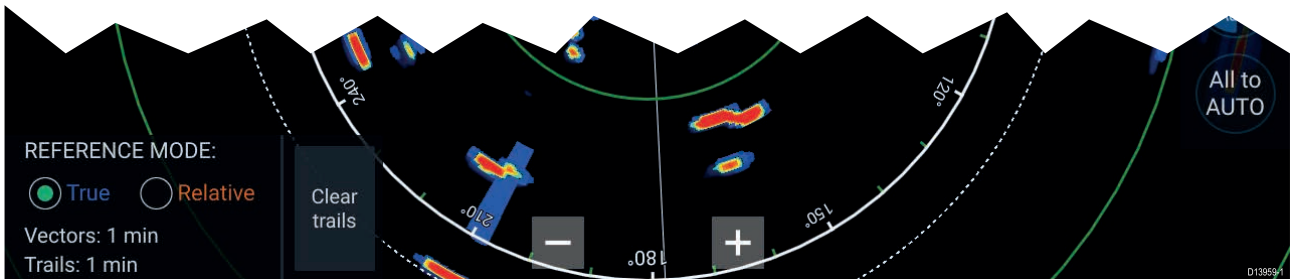 240°
120°
All to
AUTO
REFERENCE MODE:
True
Relative
Clear
trails
Vectors: 1 min
Trails: 1 min
210°
150°
180°
−
+
D13959-1